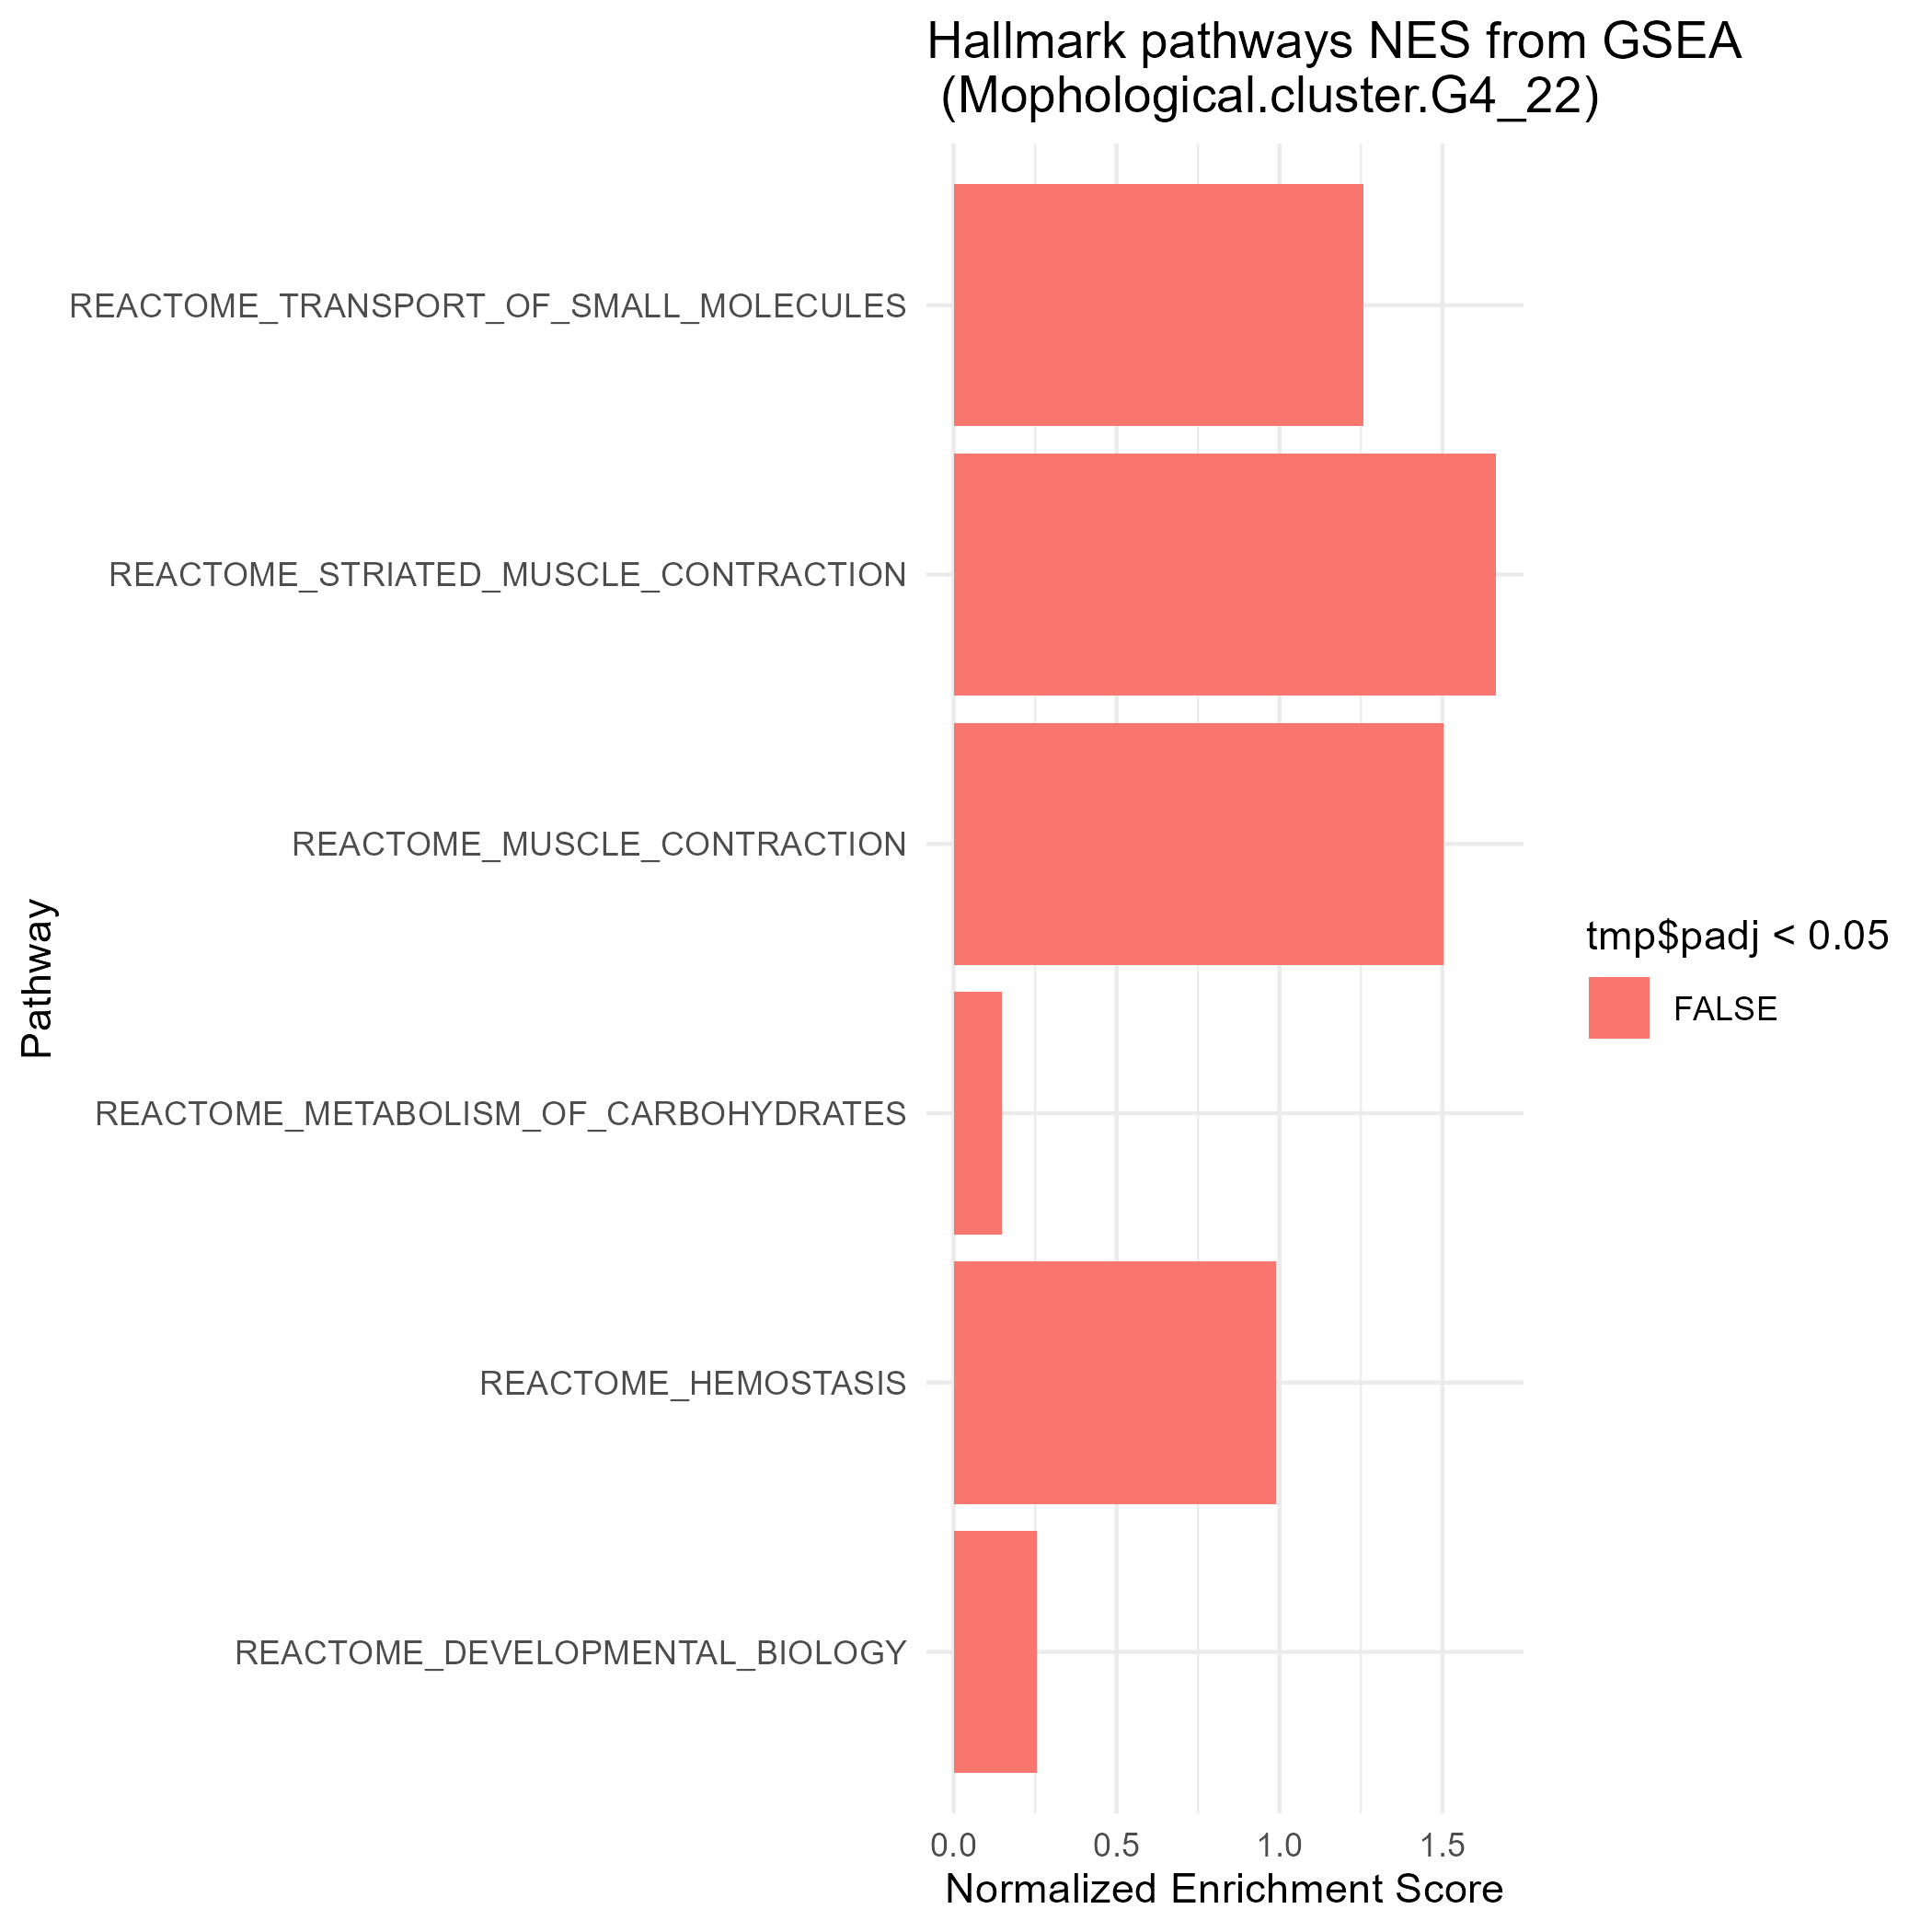 Hallmark pathways NES from GSEA
(Mophological.cluster.G4_22)
REACTOME_TRANSPORT_OF_SMALL_MOLECULES
REACTOME_STRIATED_MUSCLE_CONTRACTION
REACTOME_MUSCLE_CONTRACTION
REACTOME_METABOLISM_OF_CARBOHYDRATES
REACTOME_HEMOSTASIS
REACTOME_DEVELOPMENTAL_BIOLOGY
Pathway
0.0 0.5 1.0 1.5
Normalized Enrichment Score
tmp$padj < 0.05
FALSE